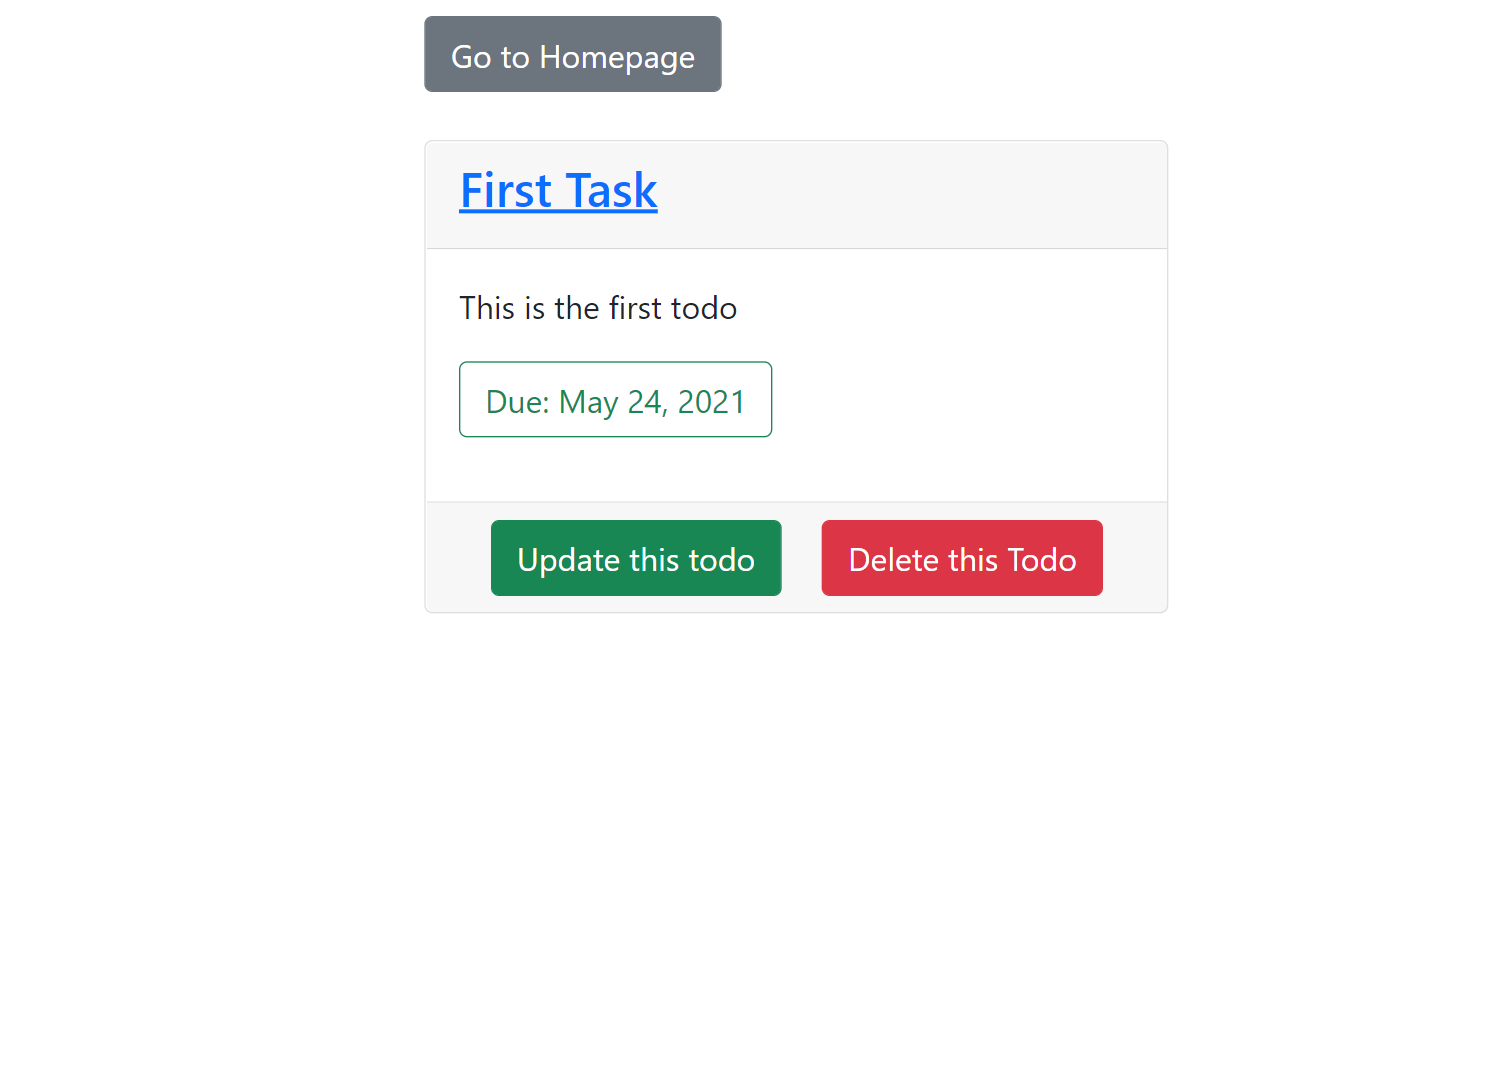 Go to Homepage
First Task
This is the first todo
Due: May 24, 2021
Update this todo Delete this Todo